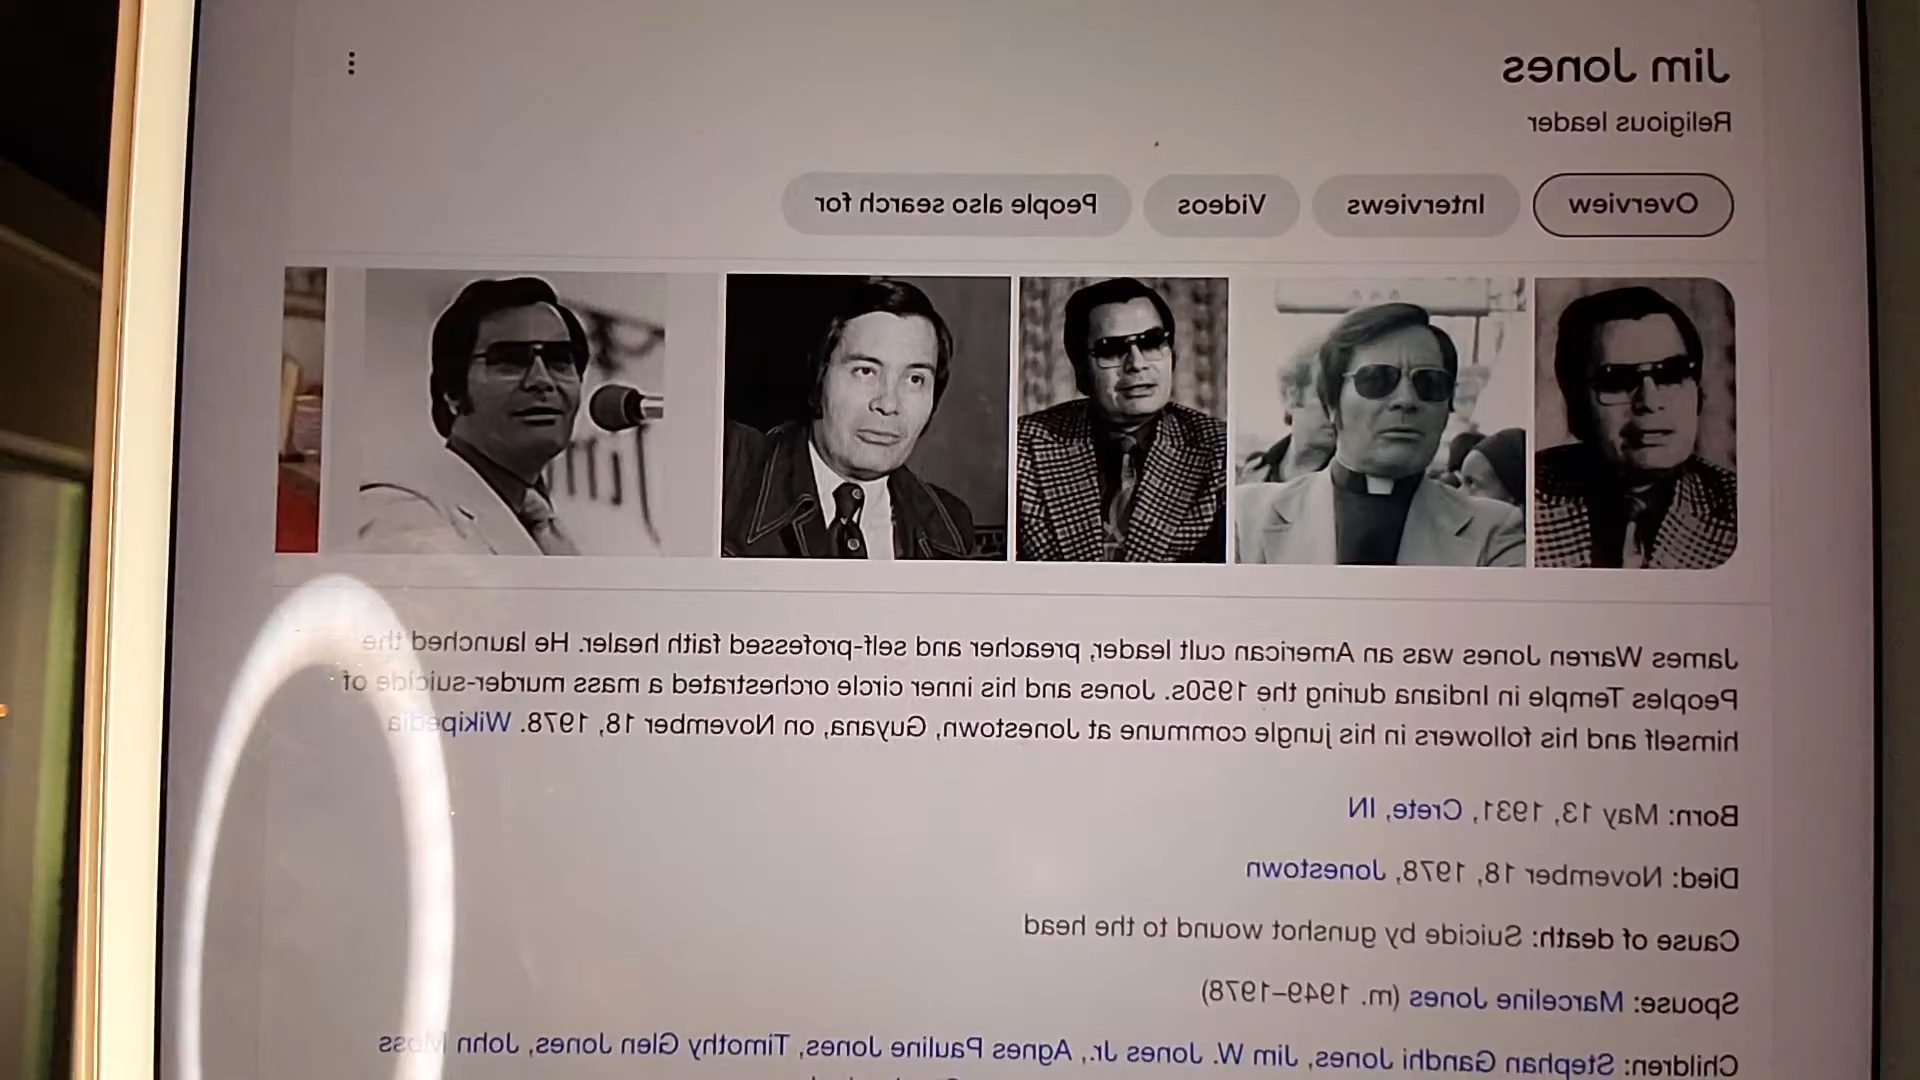 Jim Jones
Religious leader
Overview Interviews Videos People also search for
James Warren Jones was an American cult leader, preacher and self-professed faith healer. He launched the
Peoples Temple in Indiana during the 1950s. Jones and his inner circle orchestrated a mass murder-suicide of
himself and his followers in his jungle commune at Jonestown, Guyana, on November 18, 1978. Wikipedia
Born: May 13, 1931, Crete, IN
Died: November 18, 1978, Jonestown
Cause of death: Suicide by gunshot wound to the head
Spouse: Marceline Jones (m. 1949–1978)
Children: Stephan Gandhi Jones, Jim W. Jones Jr., Agnes Pauline Jones, Timothy Glen Jones, John Moss